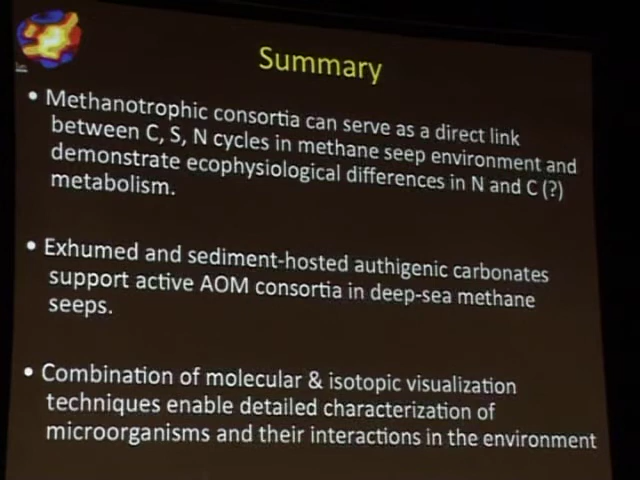 Summary
• Methanotrophic consortia can serve as a direct link
between C, S, N cycles in methane seep environment and
demonstrate ecophysiological differences in N and C (?)
metabolism.
• Exhumed and sediment-hosted authigenic carbonates
support active AOM consortia in deep-sea methane
seeps.
• Combination of molecular & isotopic visualization
techniques enable detailed characterization of
microorganisms and their interactions in the environment